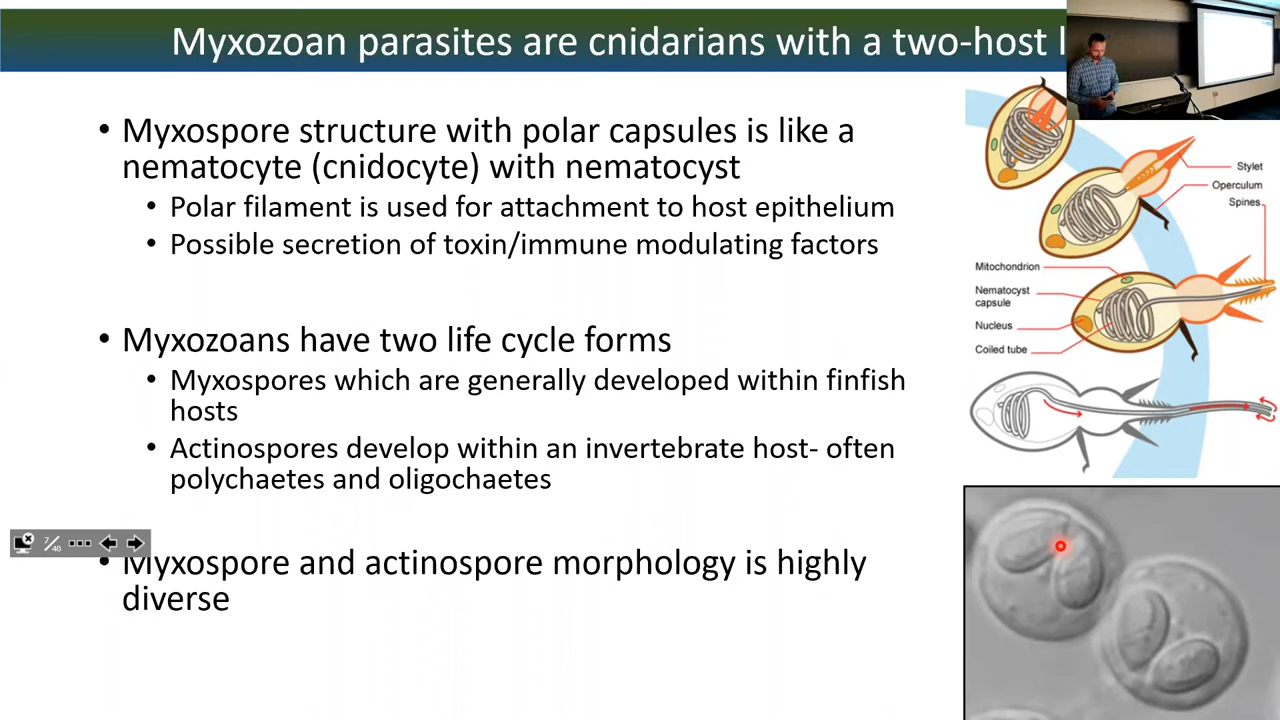 Myxozoan parasites are cnidarians with a two-host l
• Myxospore structure with polar capsules is like a
nematocyte (cnidocyte) with nematocyst
• Polar filament is used for attachment to host epithelium
• Possible secretion of toxin/immune modulating factors
• Myxozoans have two life cycle forms
• Myxospores which are generally developed within finfish
hosts
• Actinospores develop within an invertebrate host- often
polychaetes and oligochaetes
• Myxospore and actinospore morphology is highly
diverse
7/40
Stylet
Operculum
Spines
Mitochondrion
Nematocyst
capsule
Nucleus
Coiled tube